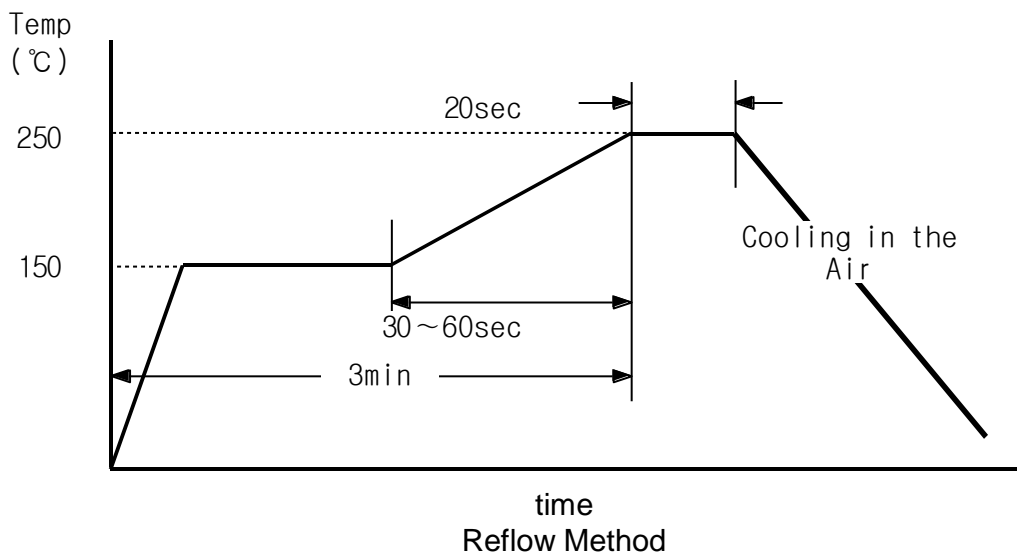 Temp
(℃)
20sec
250
Cooling in the
Air
150
30～60sec
3min
time
Reflow Method